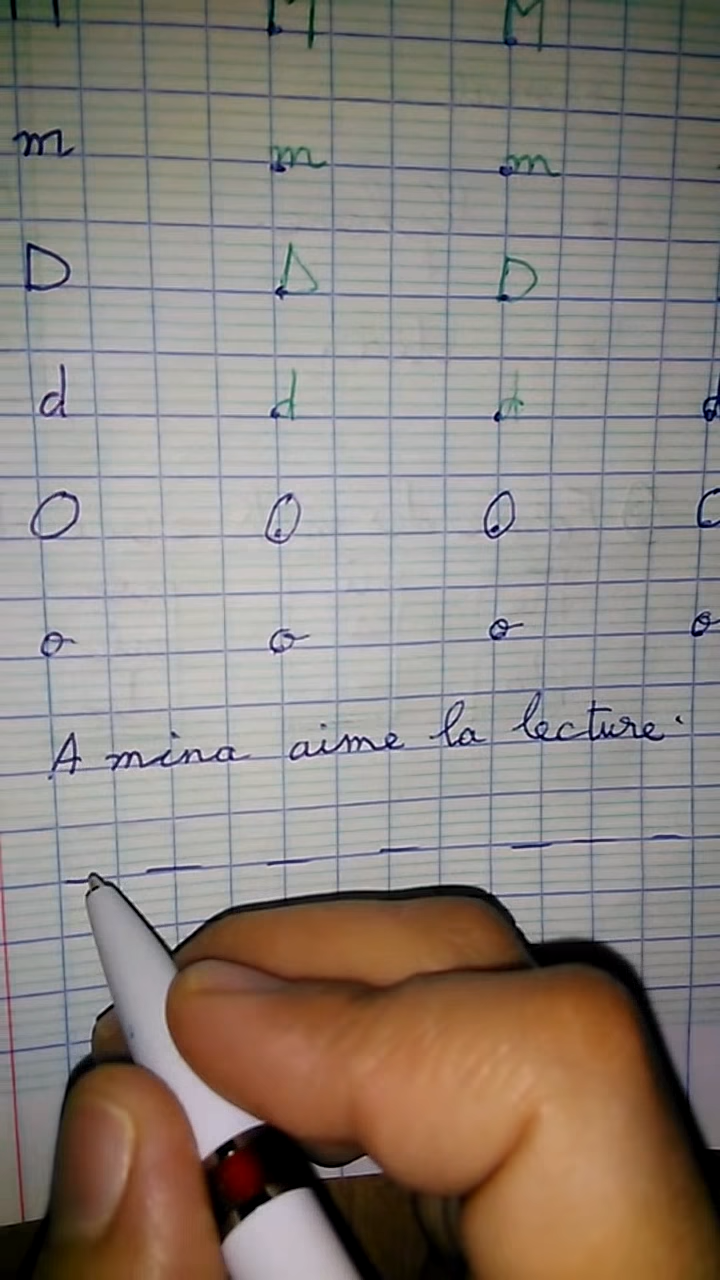 M M M
m m m
D D D
d d d d
O O O O
o o o o
Amina aime la lecture.